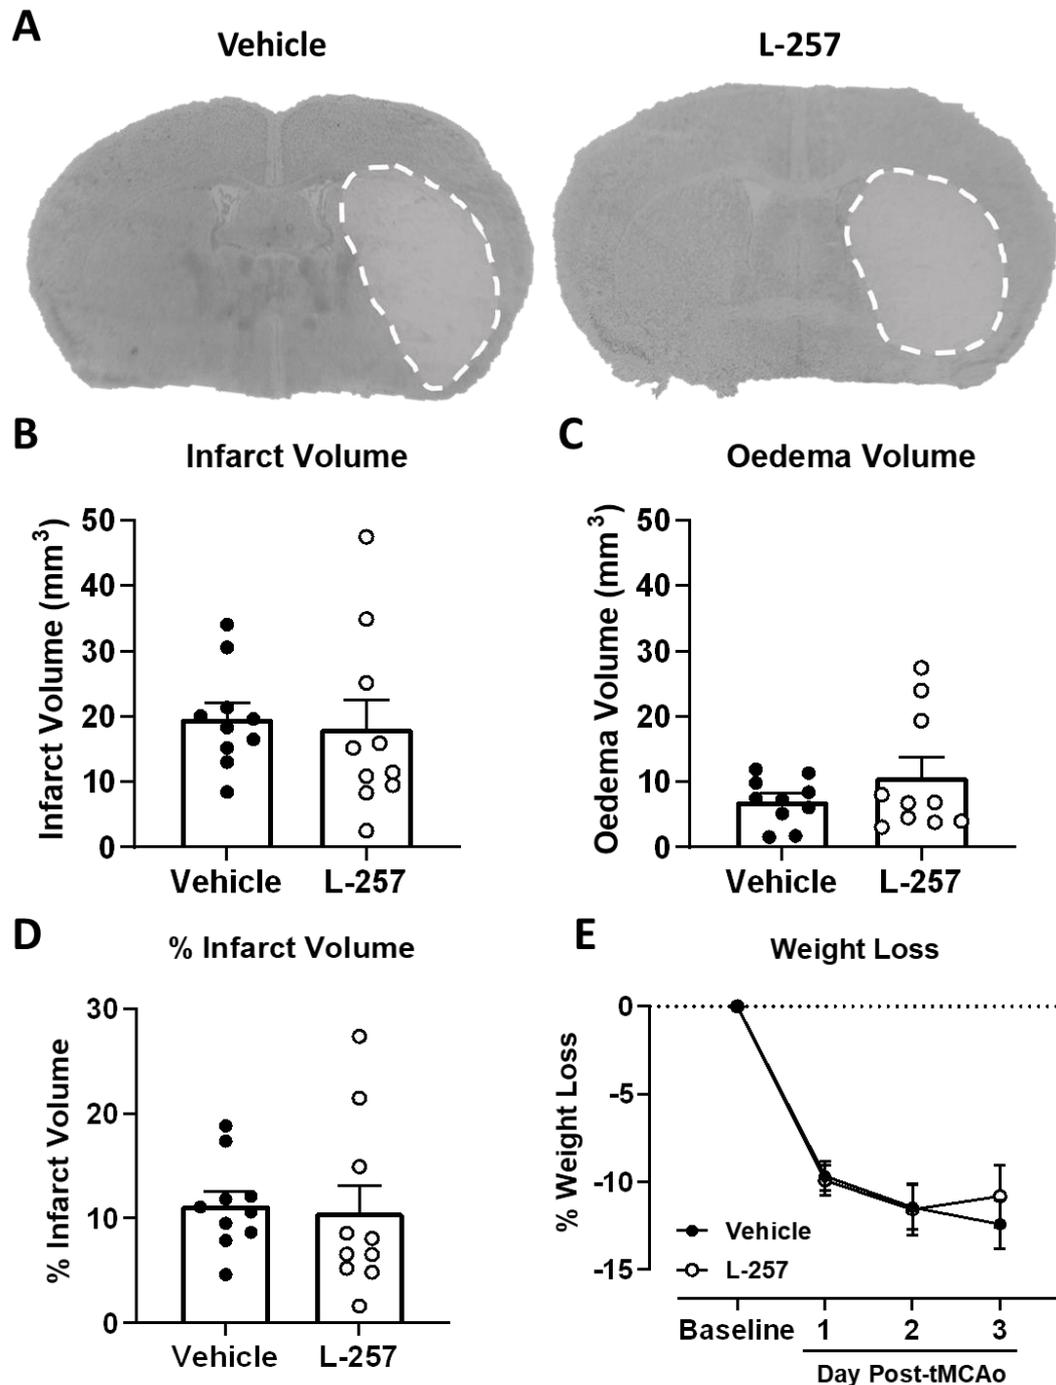 A
Vehicle
L-257
B
Infarct Volume
Infarct Volume (mm³)
50
40
30
20
10
0
Vehicle
L-257
C
Oedema Volume
Oedema Volume (mm³)
50
40
30
20
10
0
Vehicle
L-257
D
% Infarct Volume
% Infarct Volume
30
20
10
0
Vehicle
L-257
E
Weight Loss
% Weight Loss
0
-5
-10
-15
Vehicle
L-257
Baseline 1 2 3
Day Post-tMCAo